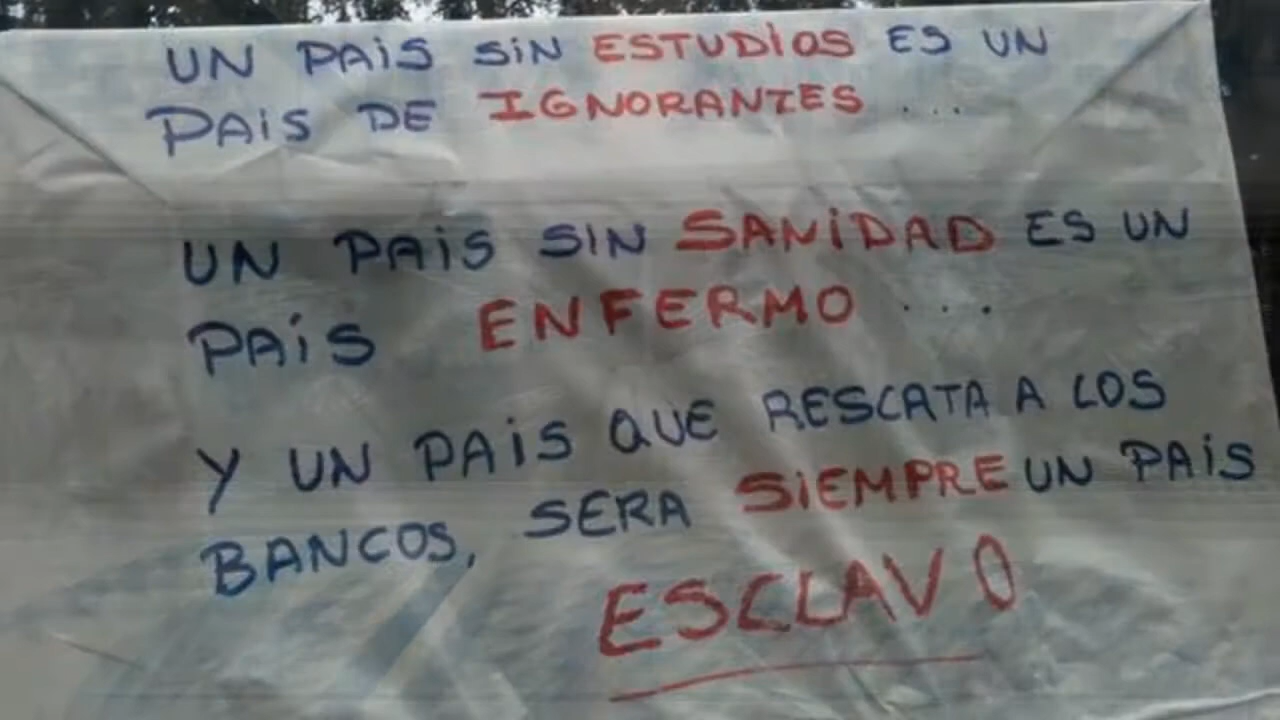 UN PAiS SiN ESTUDiOS ES UN
PAiS DE IGNORANTES ...
UN PAiS SIN SANiDAD ES UN
PAíS ENFERMO ...
Y UN PAiS QUE RESCATA A LOS
BANCOS, SERA SiEMPRE UN PAiS
ESCLAVO